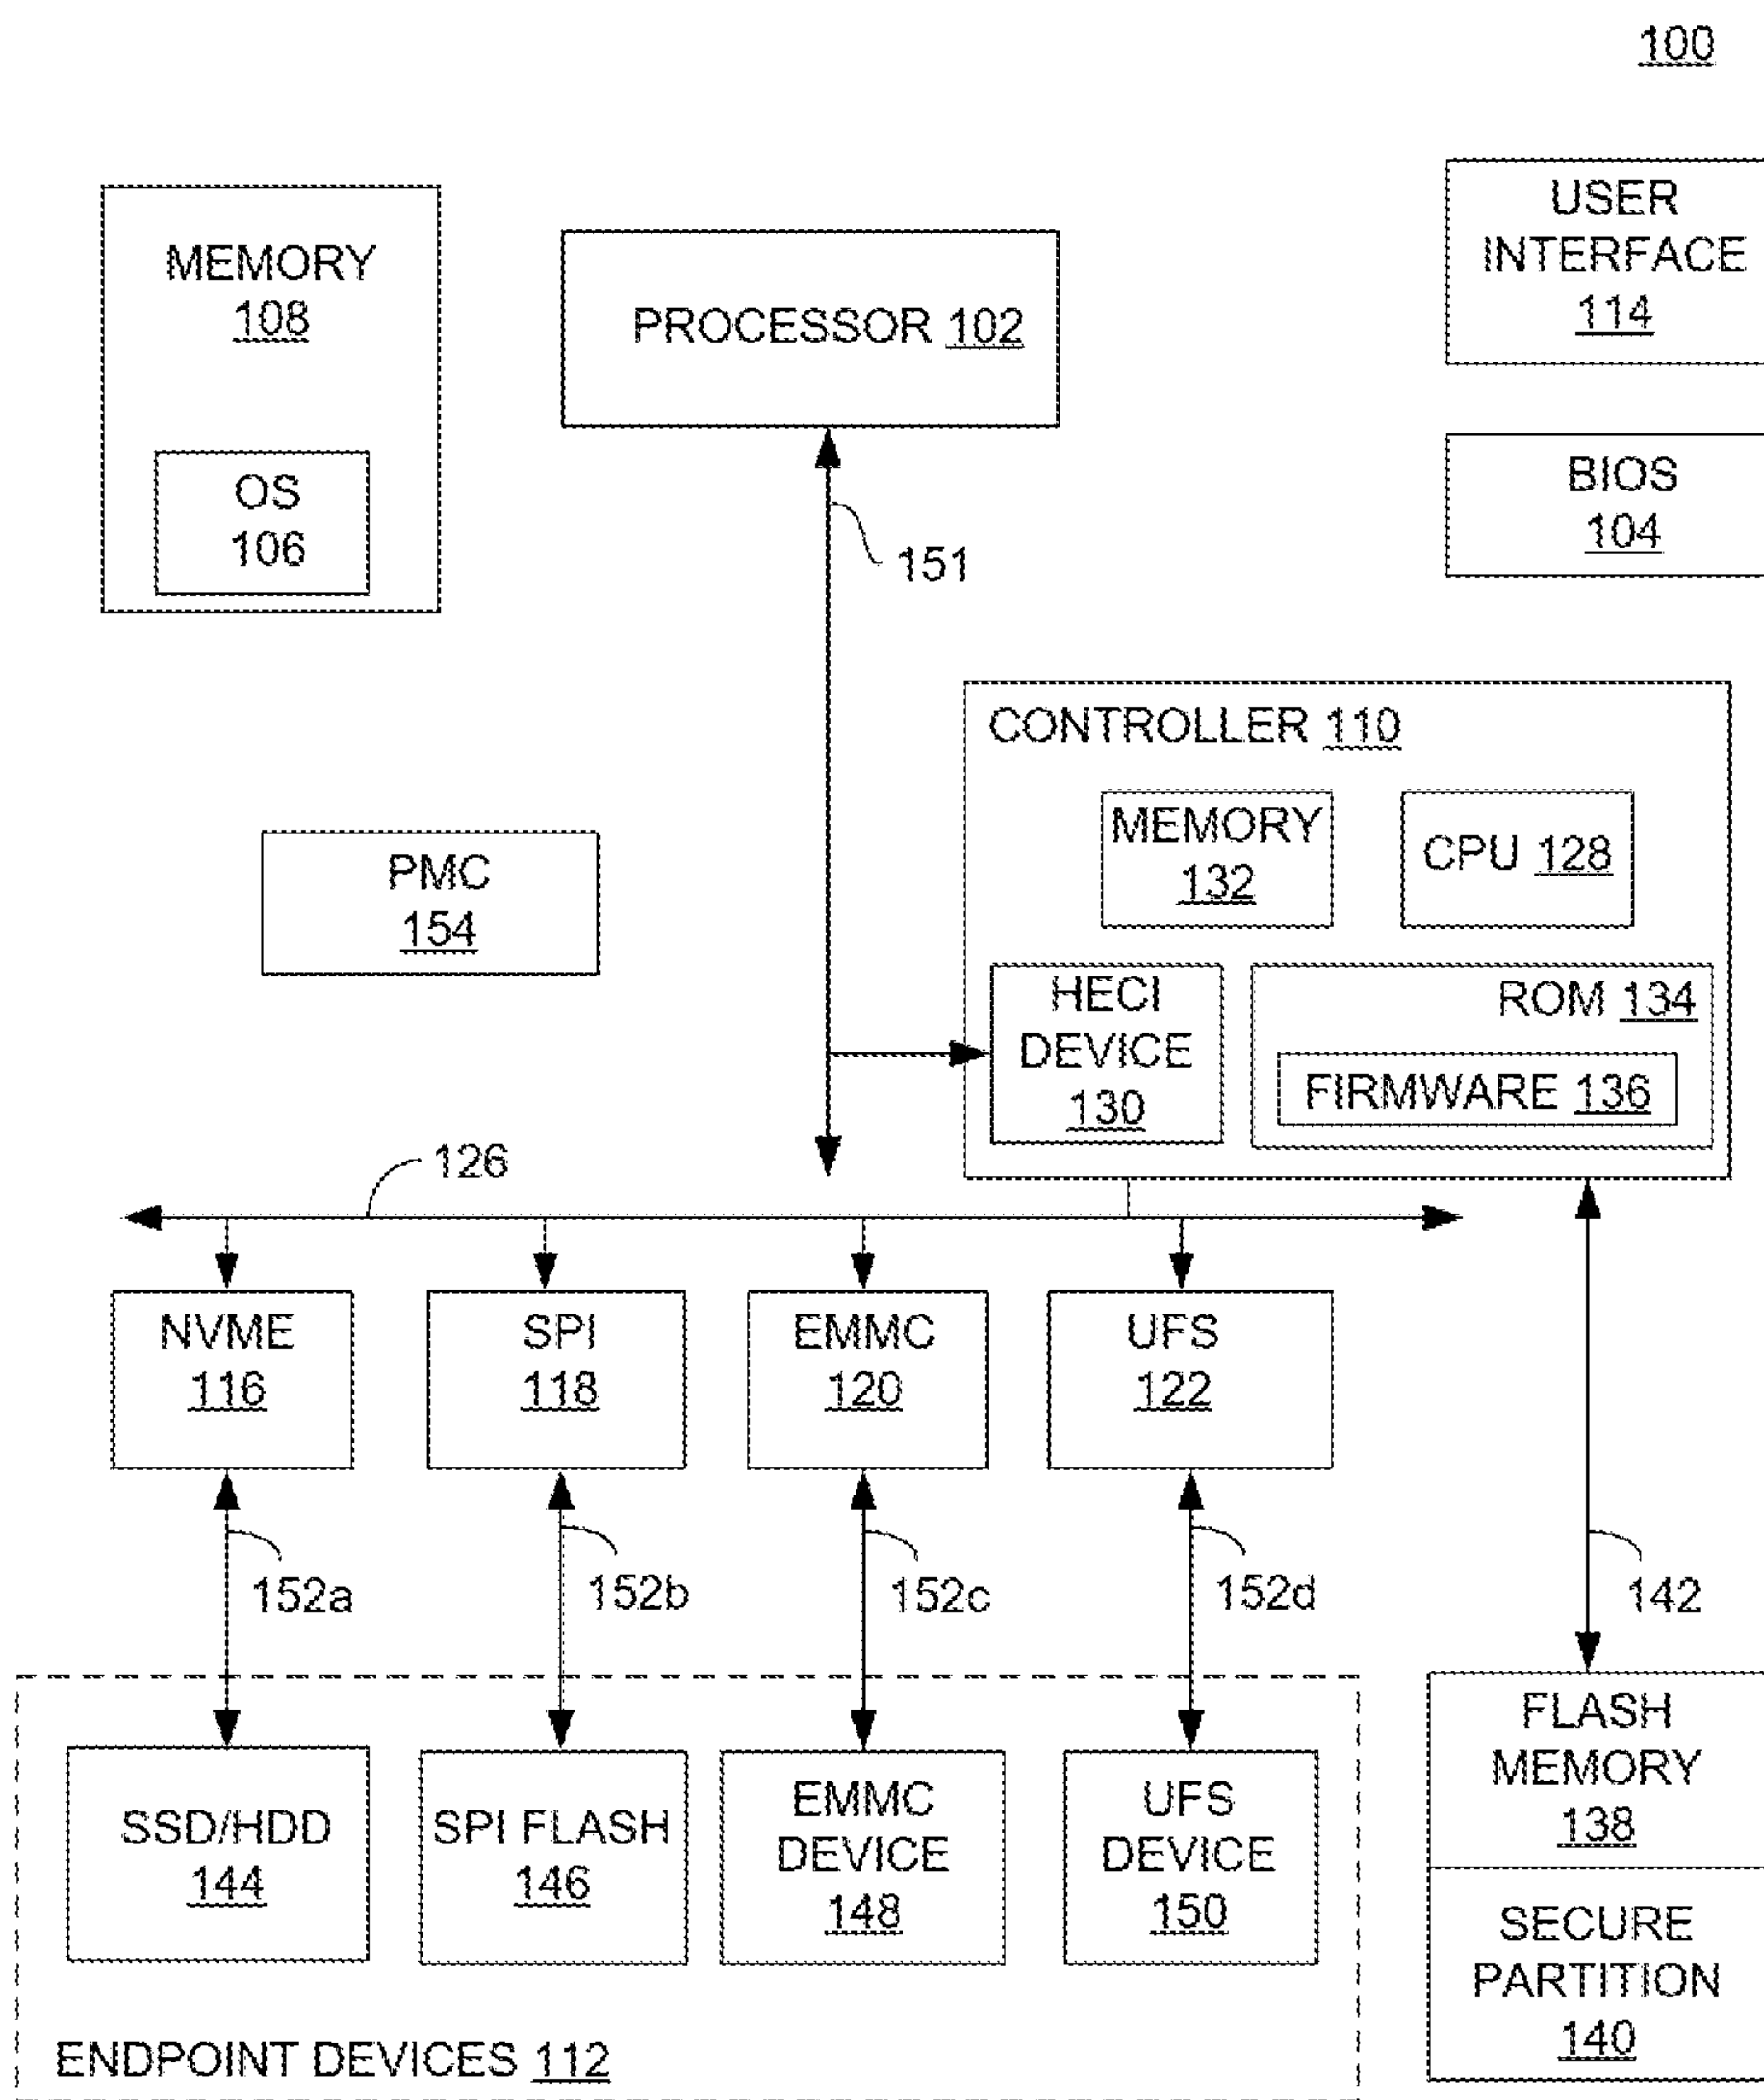 100
MEMORY
108
OS
106
PROCESSOR 102
USER
INTERFACE
114
BIOS
104
151
CONTROLLER 110
MEMORY
132
CPU 128
HECI
DEVICE
130
ROM 134
FIRMWARE 136
PMC
154
126
NVME
116
SPI
118
EMMC
120
UFS
122
152a
152b
152c
152d
142
SSD/HDD
144
SPI FLASH
146
EMMC
DEVICE
148
UFS
DEVICE
150
ENDPOINT DEVICES 112
FLASH
MEMORY
138
SECURE
PARTITION
140